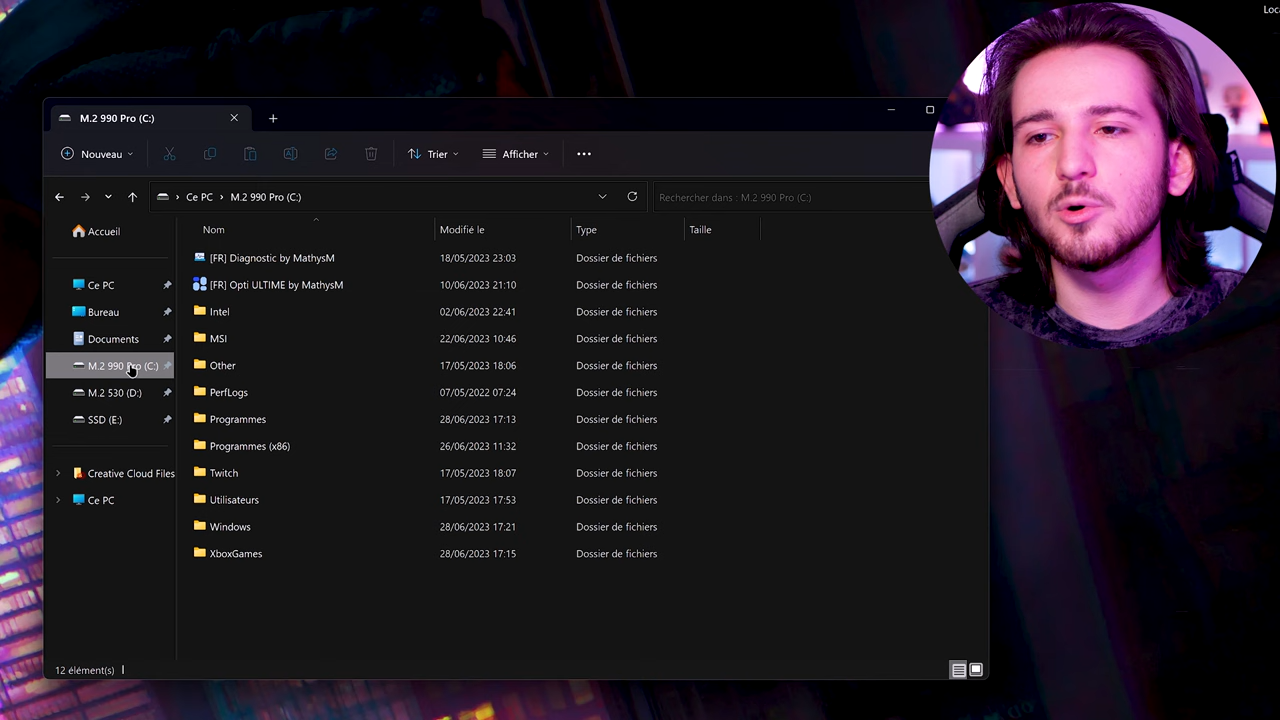 Loc
M.2 990 Pro (C:)
Nouveau
Trier
Afficher
Ce PC
M.2 990 Pro (C:)
Rechercher dans : M.2 990 Pro (C:)
Accueil
Ce PC
Bureau
Documents
M.2 990 Pro (C:)
M.2 530 (D:)
SSD (E:)
Creative Cloud Files
Ce PC
Nom Modifié le Type Taille
[FR] Diagnostic by MathysM 18/05/2023 23:03 Dossier de fichiers
[FR] Opti ULTIME by MathysM 10/06/2023 21:10 Dossier de fichiers
Intel 02/06/2023 22:41 Dossier de fichiers
MSI 22/06/2023 10:46 Dossier de fichiers
Other 17/05/2023 18:06 Dossier de fichiers
PerfLogs 07/05/2022 07:24 Dossier de fichiers
Programmes 28/06/2023 17:13 Dossier de fichiers
Programmes (x86) 26/06/2023 11:32 Dossier de fichiers
Twitch 17/05/2023 18:07 Dossier de fichiers
Utilisateurs 17/05/2023 17:53 Dossier de fichiers
Windows 28/06/2023 17:21 Dossier de fichiers
XboxGames 28/06/2023 17:15 Dossier de fichiers
12 élément(s)